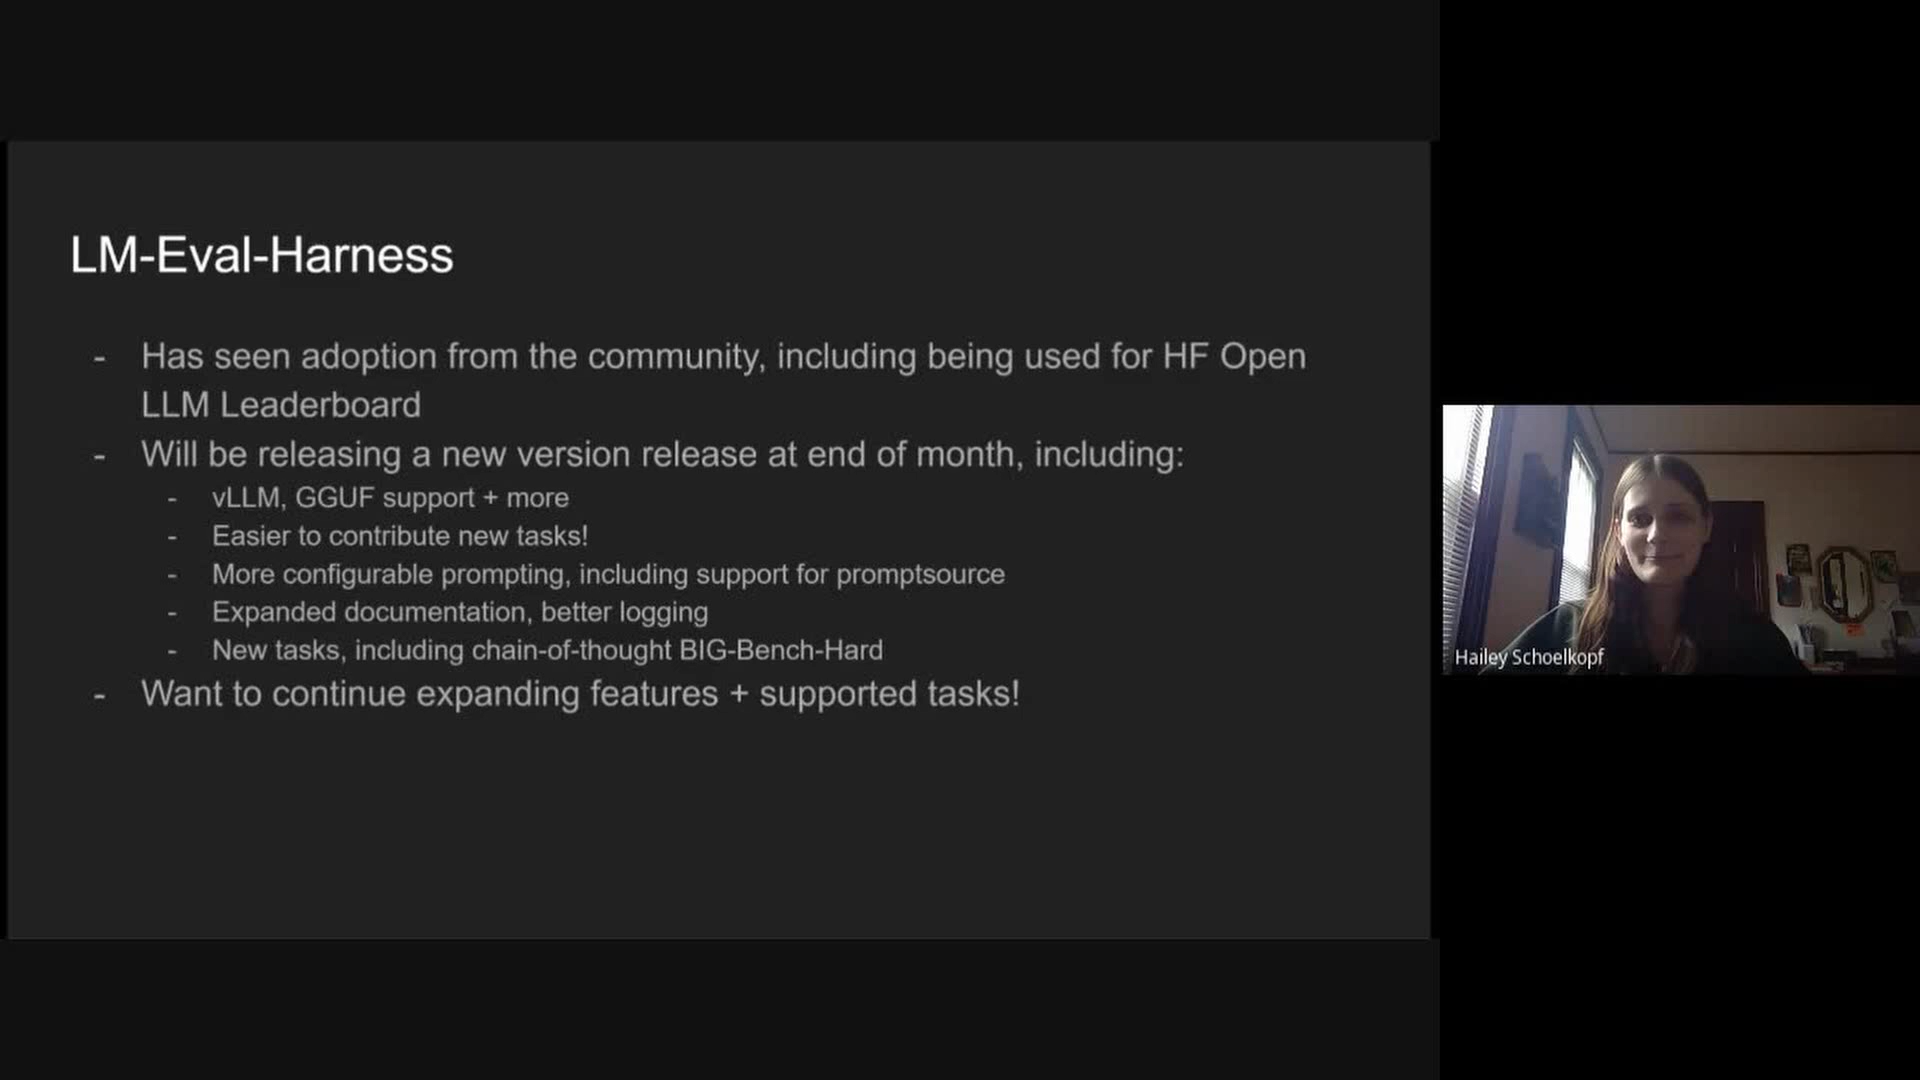 LM-Eval-Harness
- Has seen adoption from the community, including being used for HF Open
LLM Leaderboard
- Will be releasing a new version release at end of month, including:
- vLLM, GGUF support + more
- Easier to contribute new tasks!
- More configurable prompting, including support for promptsource
- Expanded documentation, better logging
- New tasks, including chain-of-thought BIG-Bench-Hard
- Want to continue expanding features + supported tasks!
Hailey Schoelkopf